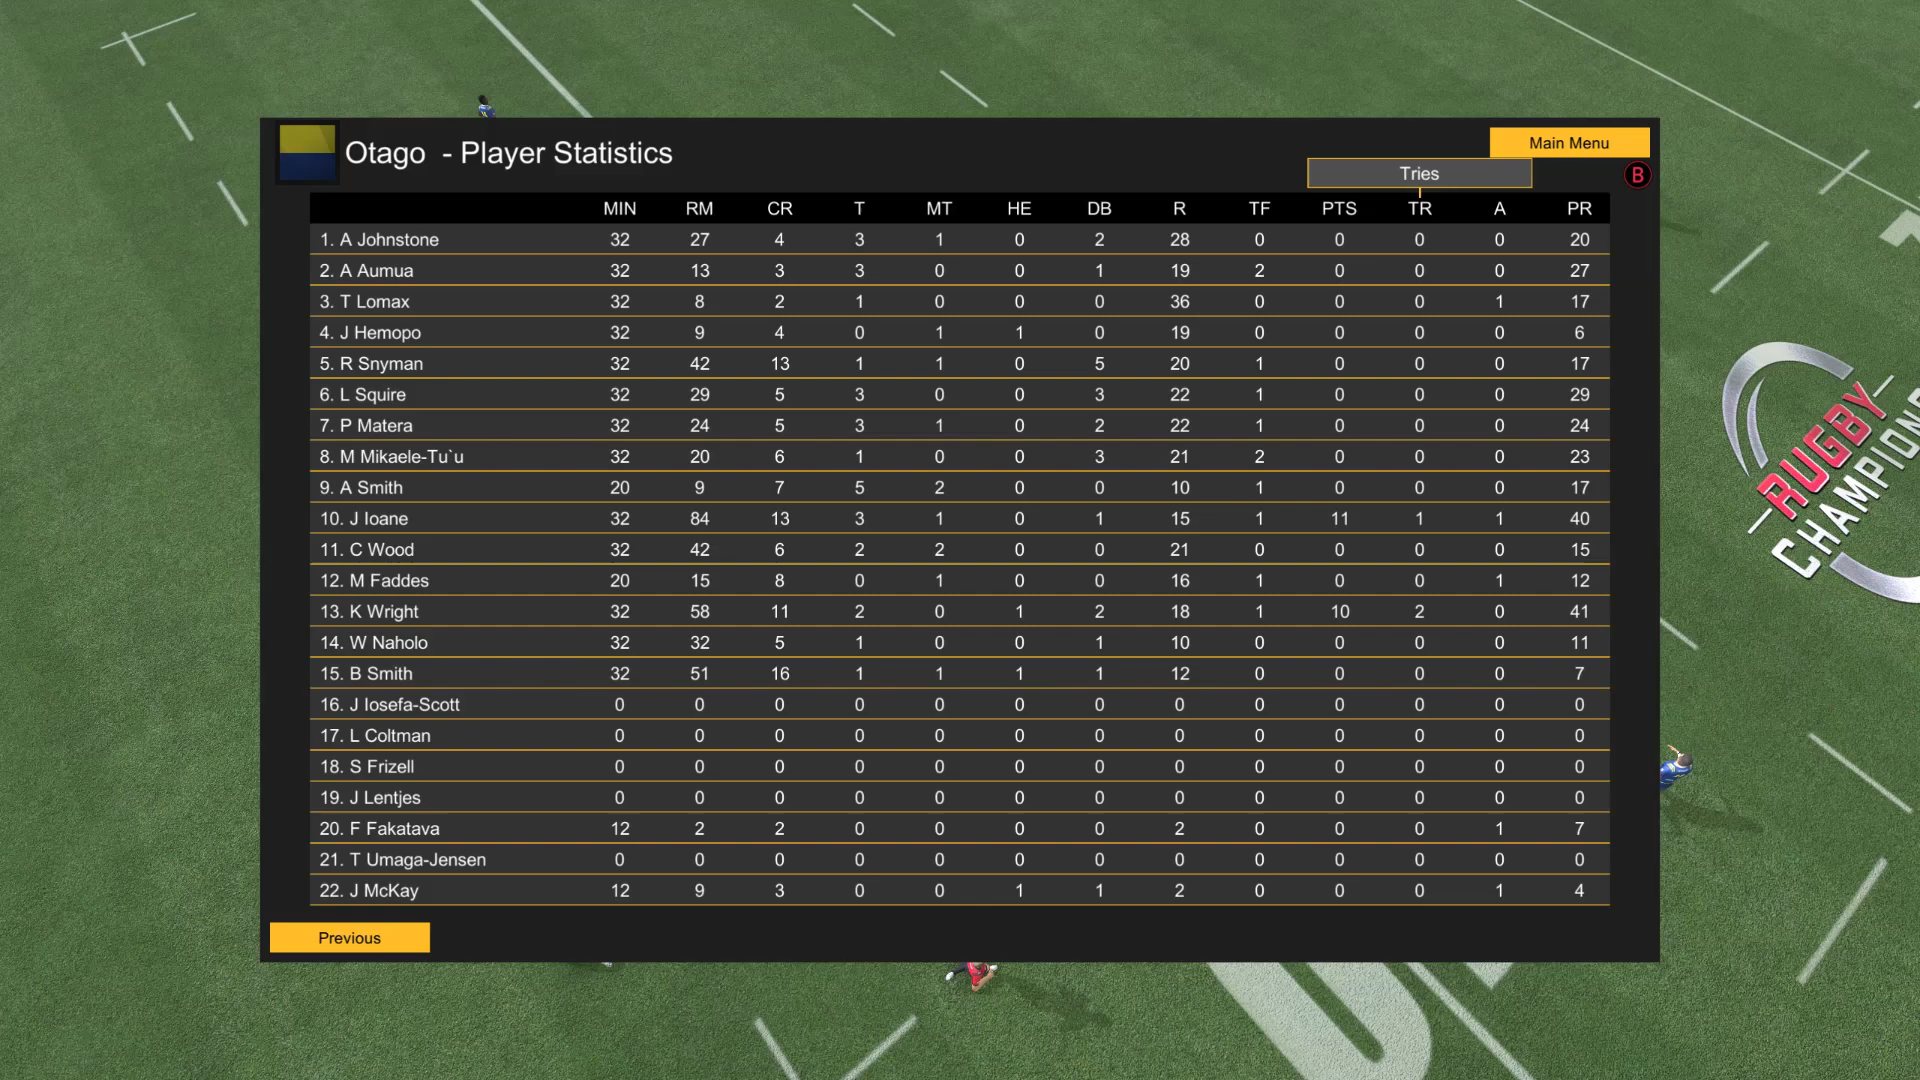 Otago - Player Statistics
Main Menu
Tries
B
MIN RM CR T MT HE DB R TF PTS TR A PR
1. A Johnstone 32 27 4 3 1 0 2 28 0 0 0 0 20
2. A Aumua 32 13 3 3 0 0 1 19 2 0 0 0 27
3. T Lomax 32 8 2 1 0 0 0 36 0 0 0 1 17
4. J Hemopo 32 9 4 0 1 1 0 19 0 0 0 0 6
5. R Snyman 32 42 13 1 1 0 5 20 1 0 0 0 17
6. L Squire 32 29 5 3 0 0 3 22 1 0 0 0 29
7. P Matera 32 24 5 3 1 0 2 22 1 0 0 0 24
8. M Mikaele-Tu`u 32 20 6 1 0 0 3 21 2 0 0 0 23
9. A Smith 20 9 7 5 2 0 0 10 1 0 0 0 17
10. J Ioane 32 84 13 3 1 0 1 15 1 11 1 1 40
11. C Wood 32 42 6 2 2 0 0 21 0 0 0 0 15
12. M Faddes 20 15 8 0 1 0 0 16 1 0 0 1 12
13. K Wright 32 58 11 2 0 1 2 18 1 10 2 0 41
14. W Naholo 32 32 5 1 0 0 1 10 0 0 0 0 11
15. B Smith 32 51 16 1 1 1 1 12 0 0 0 0 7
16. J Iosefa-Scott 0 0 0 0 0 0 0 0 0 0 0 0 0
17. L Coltman 0 0 0 0 0 0 0 0 0 0 0 0 0
18. S Frizell 0 0 0 0 0 0 0 0 0 0 0 0 0
19. J Lentjes 0 0 0 0 0 0 0 0 0 0 0 0 0
20. F Fakatava 12 2 2 0 0 0 0 2 0 0 0 1 7
21. T Umaga-Jensen 0 0 0 0 0 0 0 0 0 0 0 0 0
22. J McKay 12 9 3 0 0 1 1 2 0 0 0 1 4
Previous
RUGBY
CHAMPION